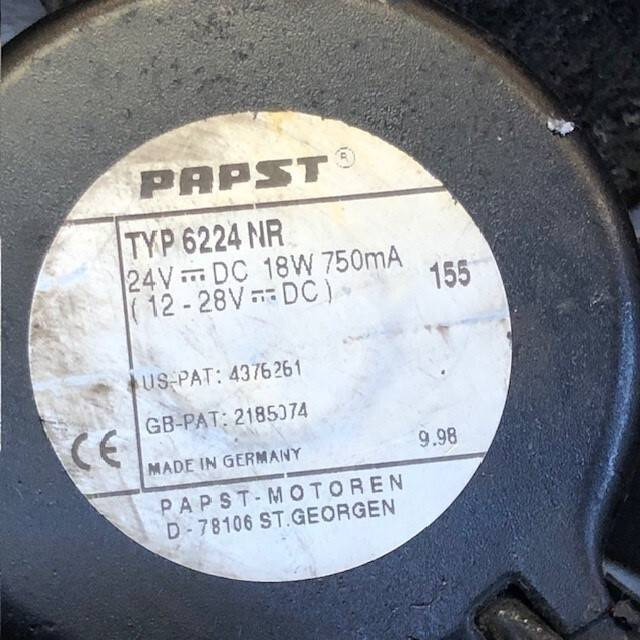 PAPST ®
TYP 6224 NR
24V ⎓ DC 18W 750mA
( 12 - 28V ⎓ DC )
155
US-PAT: 4376261
GB-PAT: 2185074
9.98
CE
MADE IN GERMANY
PAPST-MOTOREN
D - 78106 ST.GEORGEN